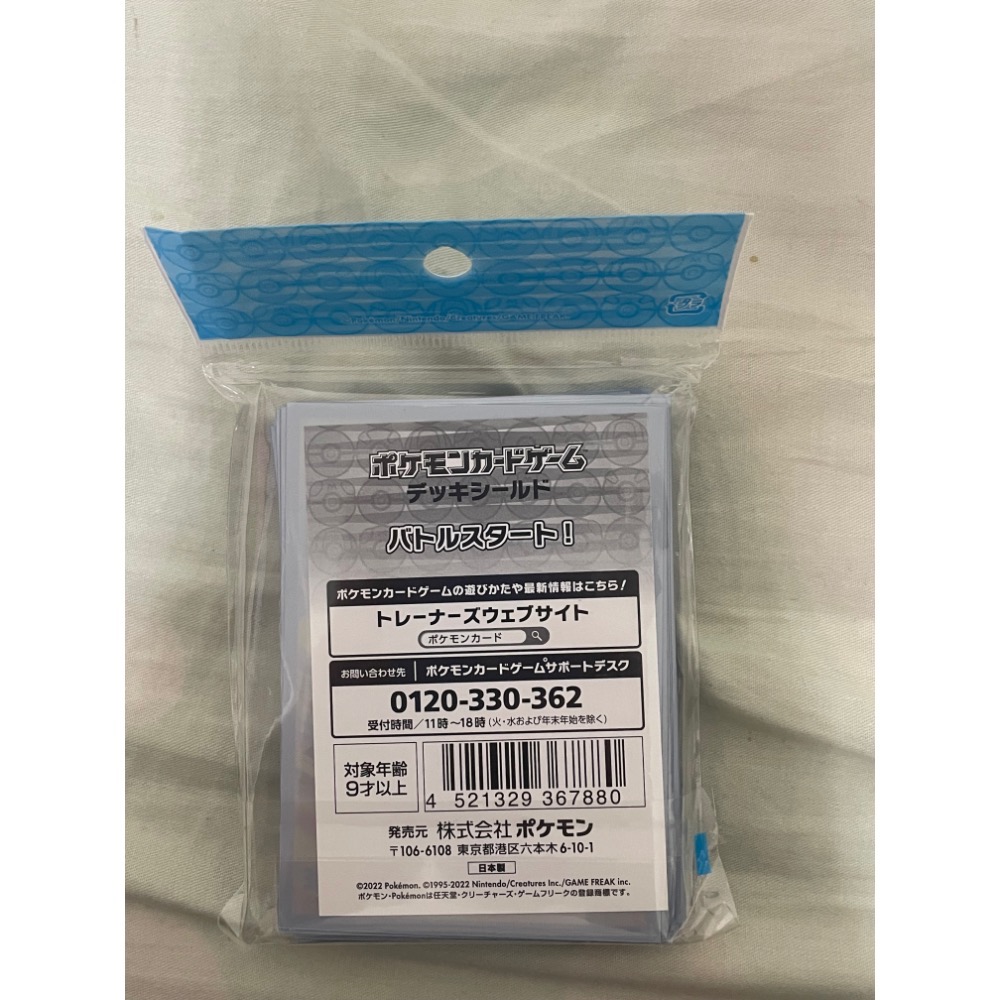 ポケモンカードゲーム
デッキシールド
バトルスタート！
ポケモンカードゲームの遊びかたや最新情報はこちら！
トレーナーズウェブサイト
ポケモンカード
お問い合わせ先 ポケモンカードゲームサポートデスク
0120-330-362
受付時間／11時～18時（火・水および年末年始を除く）
対象年齢
9才以上
4 521329 367880
発売元 株式会社ポケモン
〒106-6108 東京都港区六本木6-10-1
日本製
©2022 Pokémon. ©1995-2022 Nintendo/Creatures Inc./GAME FREAK inc.
ポケモン・Pokémonは任天堂・クリーチャーズ・ゲームフリークの登録商標です。